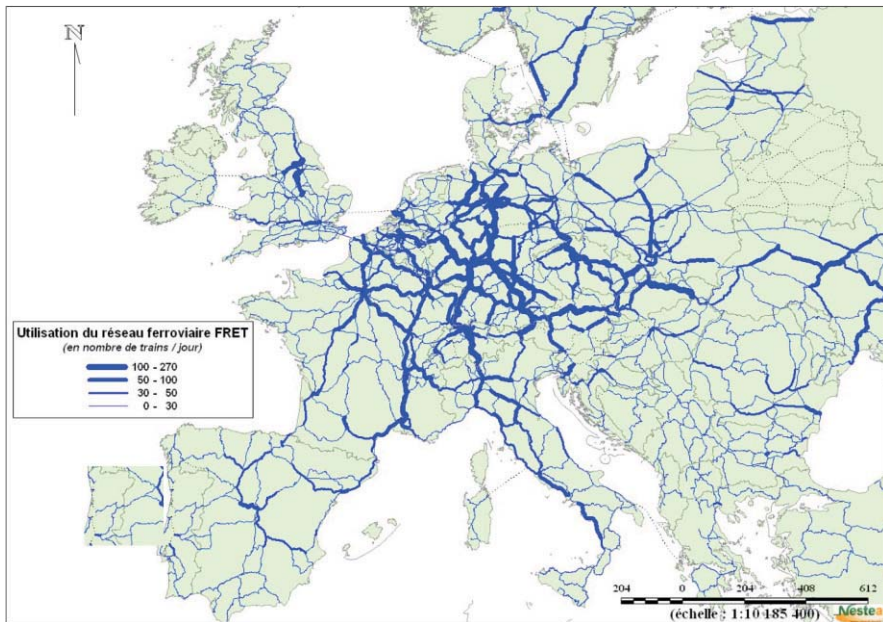 N
Utilisation du réseau ferroviaire FRET
(en nombre de trains / jour)
100 - 270
50 - 100
30 - 50
0 - 30
204 0 204 408 612
(échelle : 1:10 185 400)
Nestea